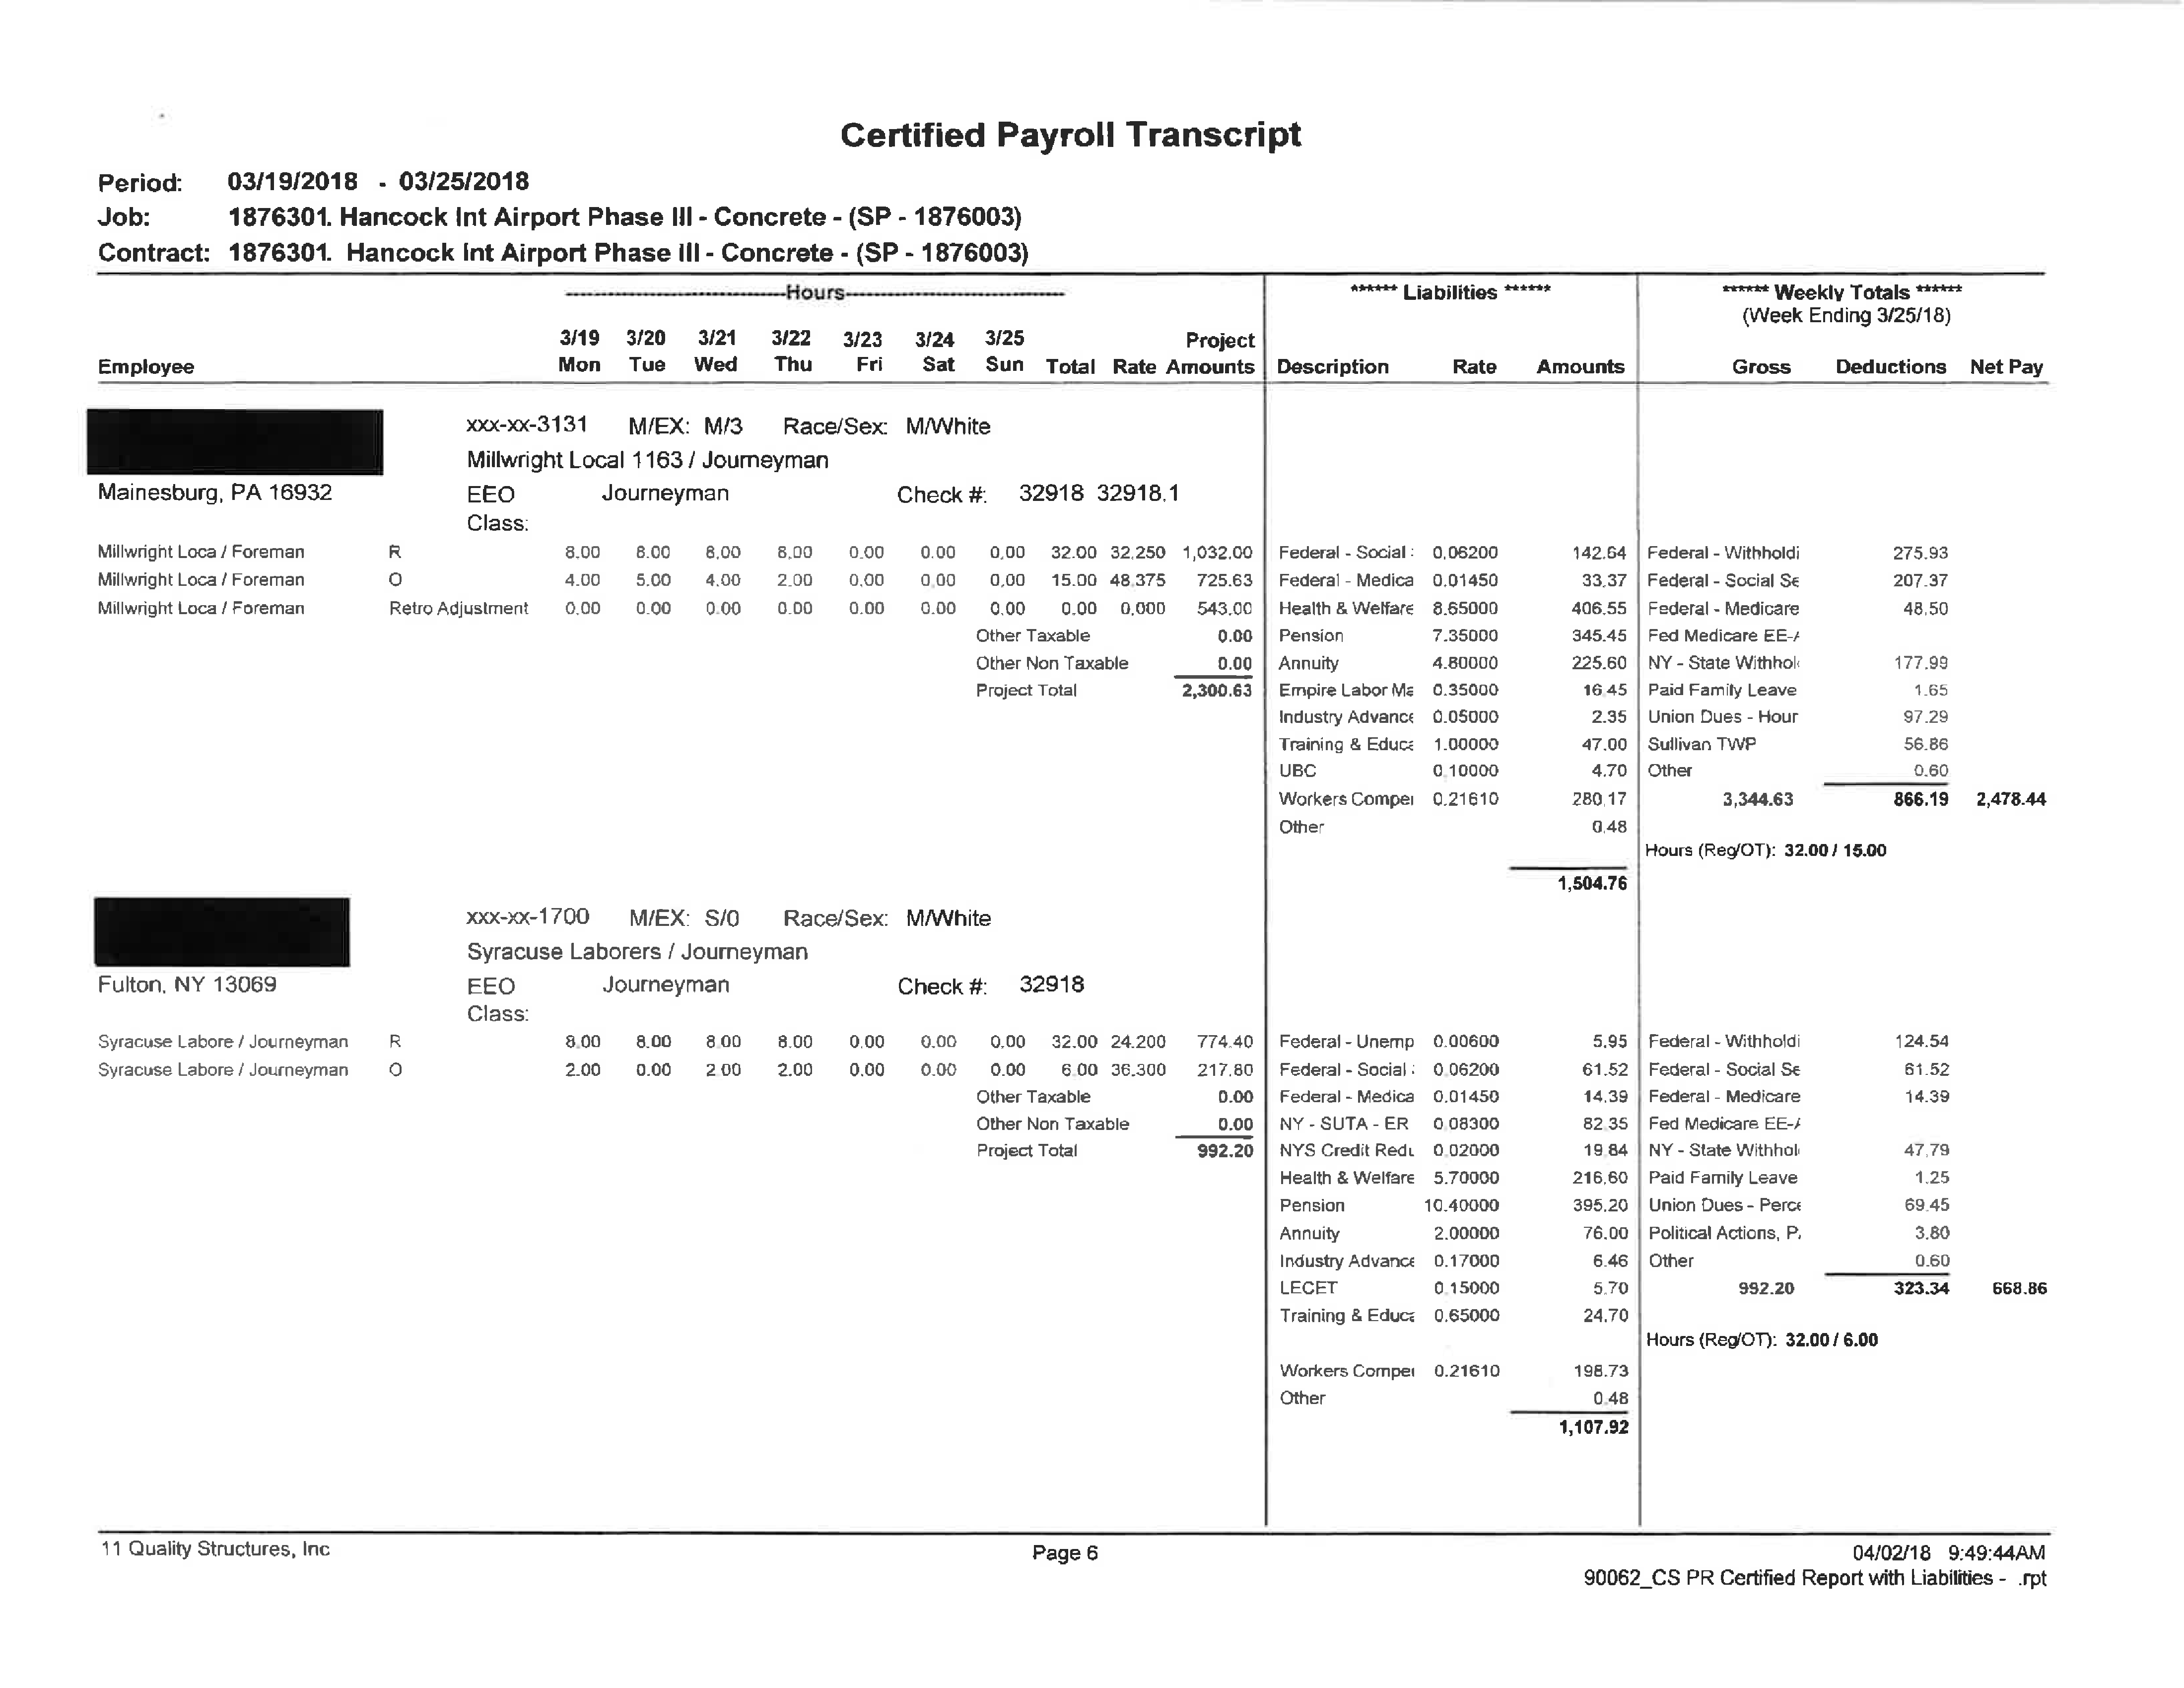 Certified Payroll Transcript
Period: 03/19/2018 - 03/25/2018
Job: 1876301. Hancock Int Airport Phase III - Concrete - (SP - 1876003)
Contract: 1876301. Hancock Int Airport Phase III - Concrete - (SP - 1876003)
Hours ****** Liabilities ****** ****** Weekly Totals ******
(Week Ending 3/25/18)
3/19 3/20 3/21 3/22 3/23 3/24 3/25 Project
Employee Mon Tue Wed Thu Fri Sat Sun Total Rate Amounts Description Rate Amounts Gross Deductions Net Pay
xxx-xx-3131 M/EX: M/3 Race/Sex: M/White
Millwright Local 1163 / Journeyman
Mainesburg, PA 16932 EEO Journeyman Check #: 32918 32918.1
Class:
Millwright Loca / Foreman R 8.00 8.00 8.00 8.00 0.00 0.00 0.00 32.00 32.250 1,032.00 Federal - Social : 0.06200 142.64 Federal - Withholdi 275.93
Millwright Loca / Foreman O 4.00 5.00 4.00 2.00 0.00 0.00 0.00 15.00 48.375 725.63 Federal - Medica 0.01450 33.37 Federal - Social Se 207.37
Millwright Loca / Foreman Retro Adjustment 0.00 0.00 0.00 0.00 0.00 0.00 0.00 0.00 0.000 543.00 Health & Welfare 8.65000 406.55 Federal - Medicare 48.50
Other Taxable 0.00 Pension 7.35000 345.45 Fed Medicare EE-A
Other Non Taxable 0.00 Annuity 4.80000 225.60 NY - State Withhol 177.99
Project Total 2,300.63 Empire Labor Ma 0.35000 16.45 Paid Family Leave 1.65
Industry Advance 0.05000 2.35 Union Dues - Hour 97.29
Training & Educa 1.00000 47.00 Sullivan TWP 56.86
UBC 0.10000 4.70 Other 0.60
Workers Compe 0.21610 280.17 3,344.63 866.19 2,478.44
Other 0.48
Hours (Reg/OT): 32.00 / 15.00
1,504.76
xxx-xx-1700 M/EX: S/0 Race/Sex: M/White
Syracuse Laborers / Journeyman
Fulton, NY 13069 EEO Journeyman Check #: 32918
Class:
Syracuse Labore / Journeyman R 8.00 8.00 8.00 8.00 0.00 0.00 0.00 32.00 24.200 774.40 Federal - Unemp 0.00600 5.95 Federal - Withholdi 124.54
Syracuse Labore / Journeyman O 2.00 0.00 2.00 2.00 0.00 0.00 0.00 6.00 36.300 217.80 Federal - Social : 0.06200 61.52 Federal - Social Se 61.52
Other Taxable 0.00 Federal - Medica 0.01450 14.39 Federal - Medicare 14.39
Other Non Taxable 0.00 NY - SUTA - ER 0.08300 82.35 Fed Medicare EE-A
Project Total 992.20 NYS Credit Redu 0.02000 19.84 NY - State Withhol 47.79
Health & Welfare 5.70000 216.60 Paid Family Leave 1.25
Pension 10.40000 395.20 Union Dues - Perce 69.45
Annuity 2.00000 76.00 Political Actions, P. 3.80
Industry Advance 0.17000 6.46 Other 0.60
LECET 0.15000 5.70 992.20 323.34 668.86
Training & Educa 0.65000 24.70
Hours (Reg/OT): 32.00 / 6.00
Workers Compe 0.21610 198.73
Other 0.48
1,107.92
11 Quality Structures, Inc Page 6 04/02/18 9:49:44AM
90062_CS PR Certified Report with Liabilities - .rpt